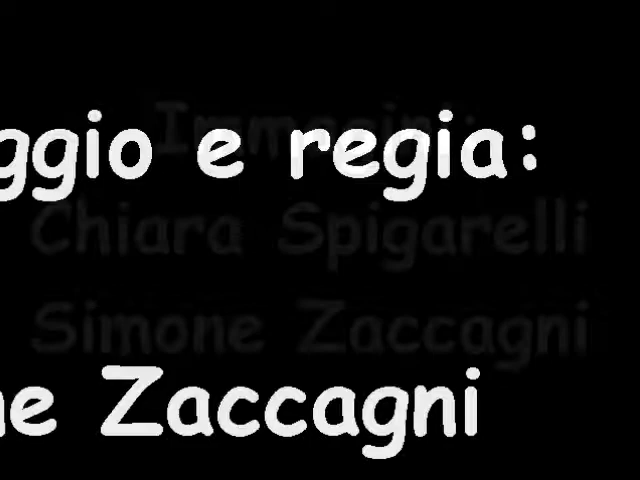 Immagini:
ggio e regia:
Chiara Spigarelli
Simone Zaccagni
ne Zaccagni